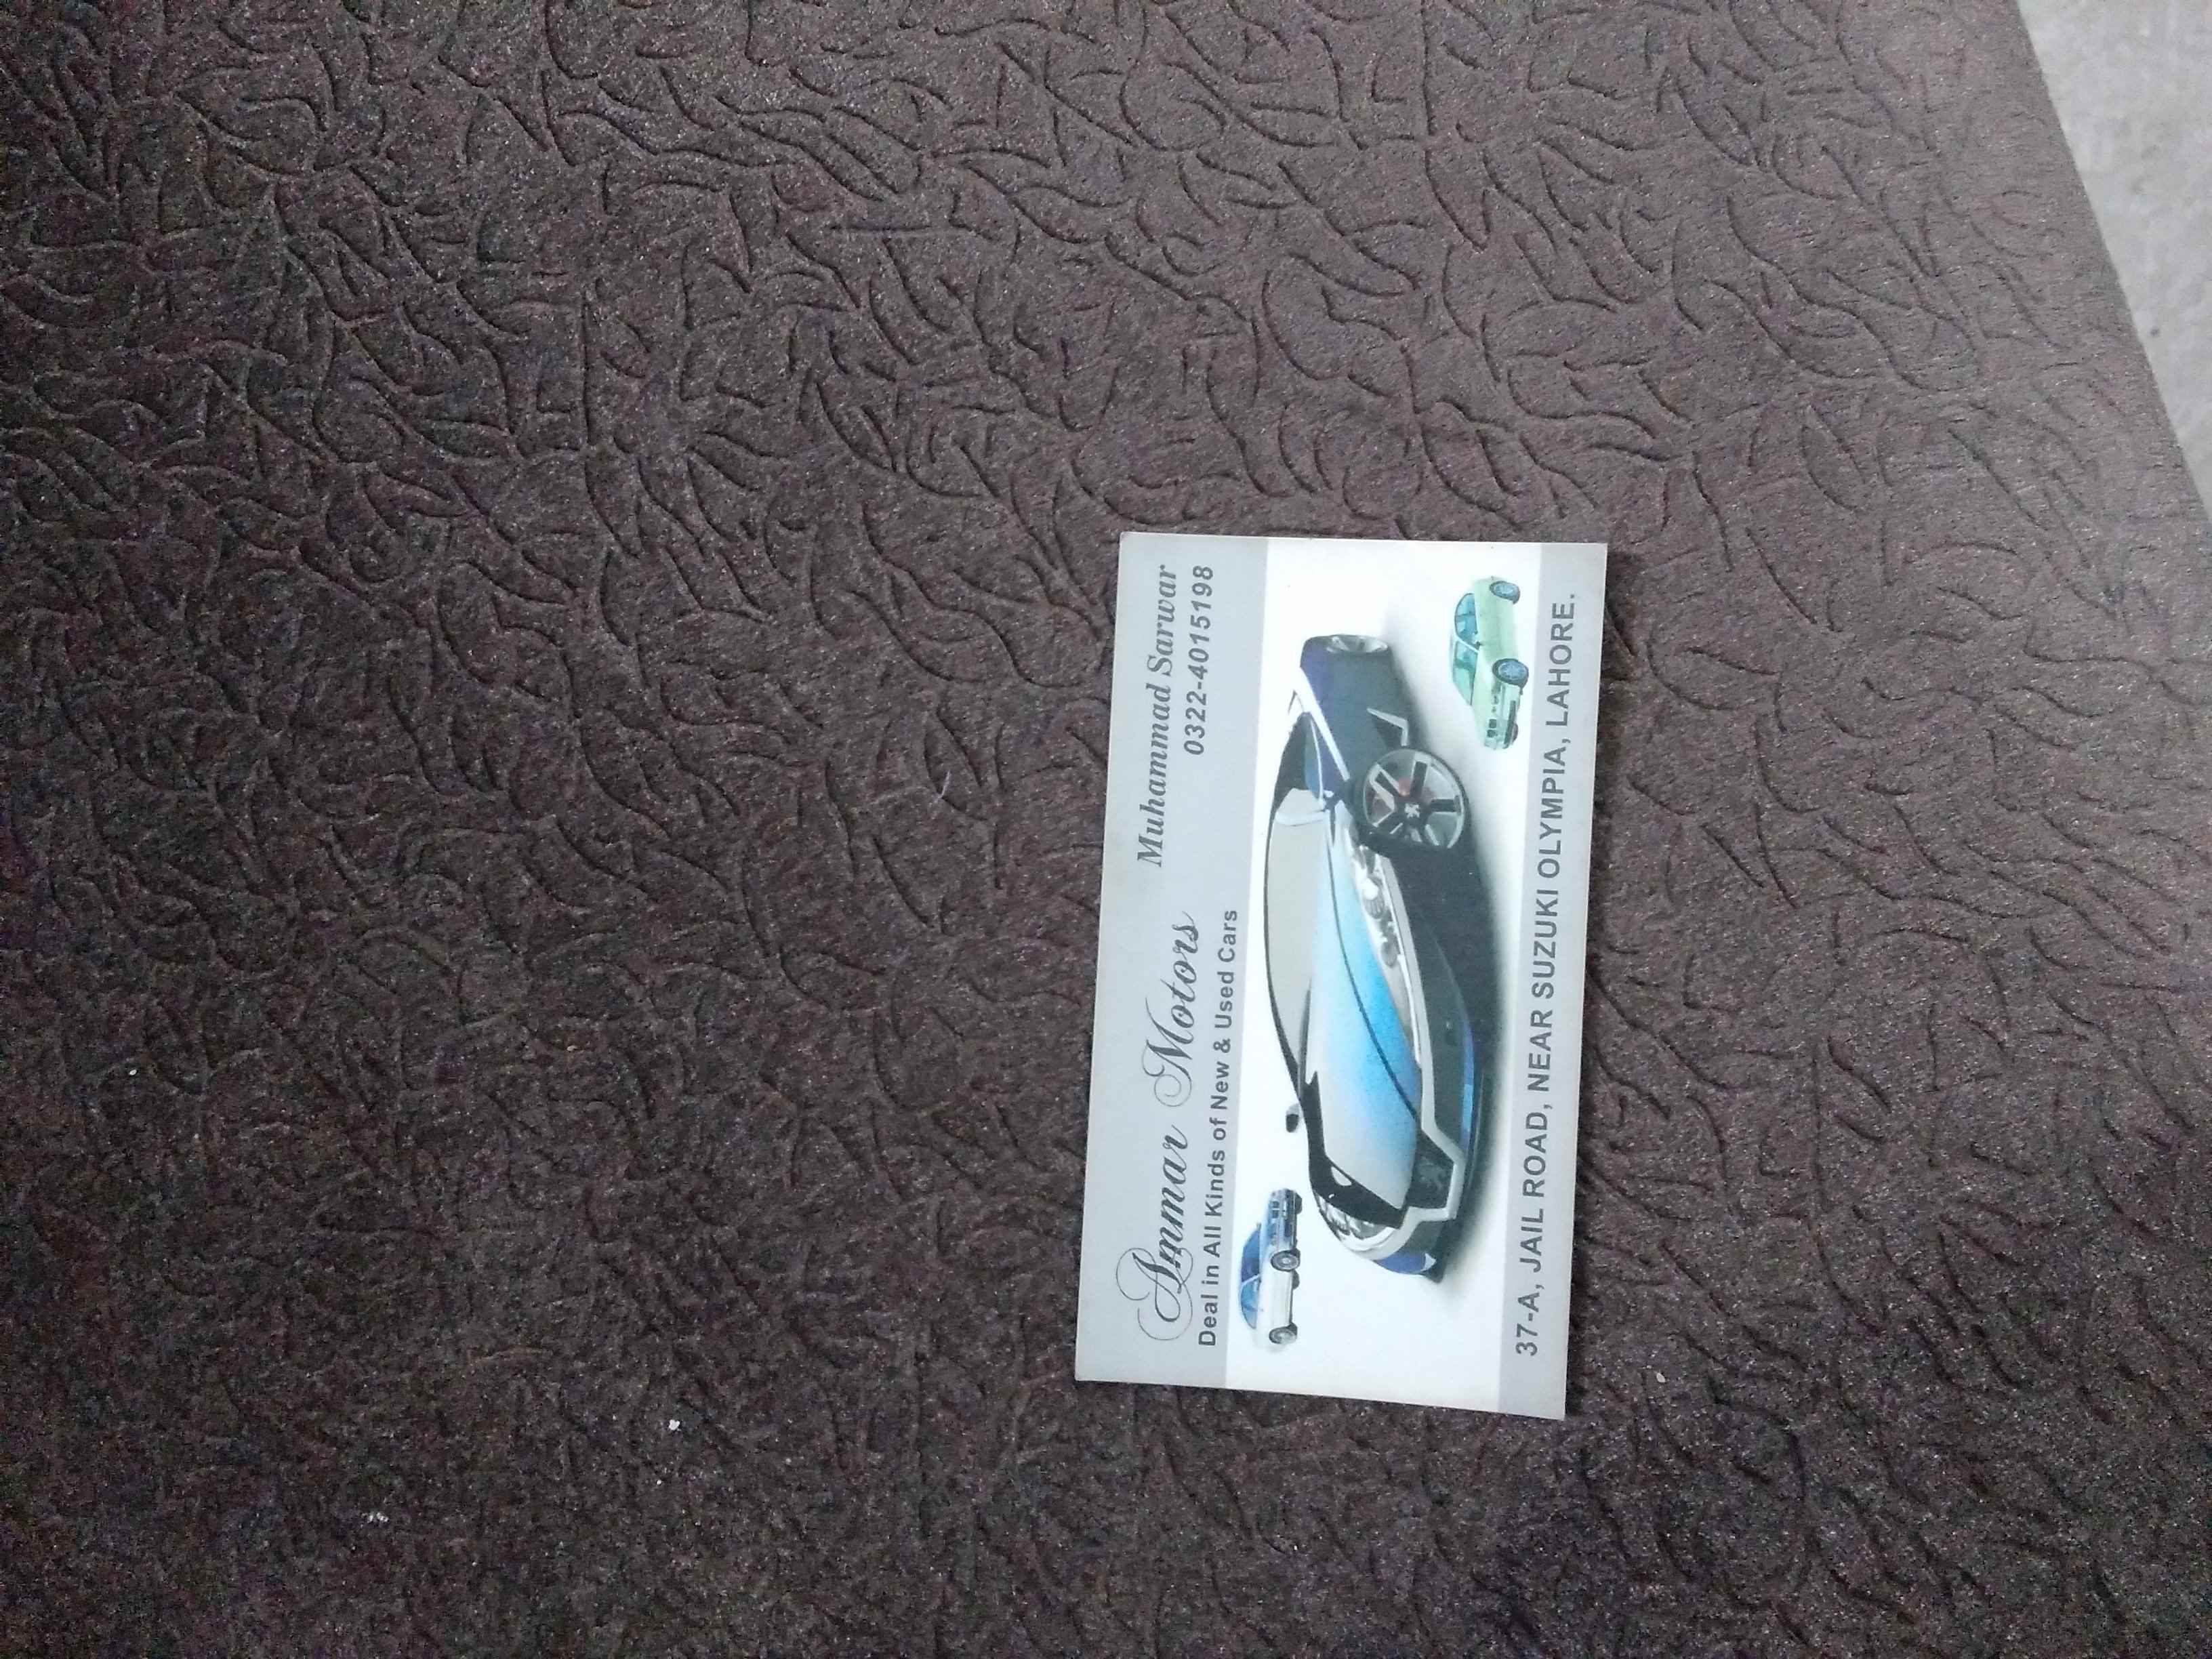 Ammar Motors
Deal in All Kinds of New & Used Cars
Muhammad Sarwar
0322-4015198
37-A, JAIL ROAD, NEAR SUZUKI OLYMPIA, LAHORE.